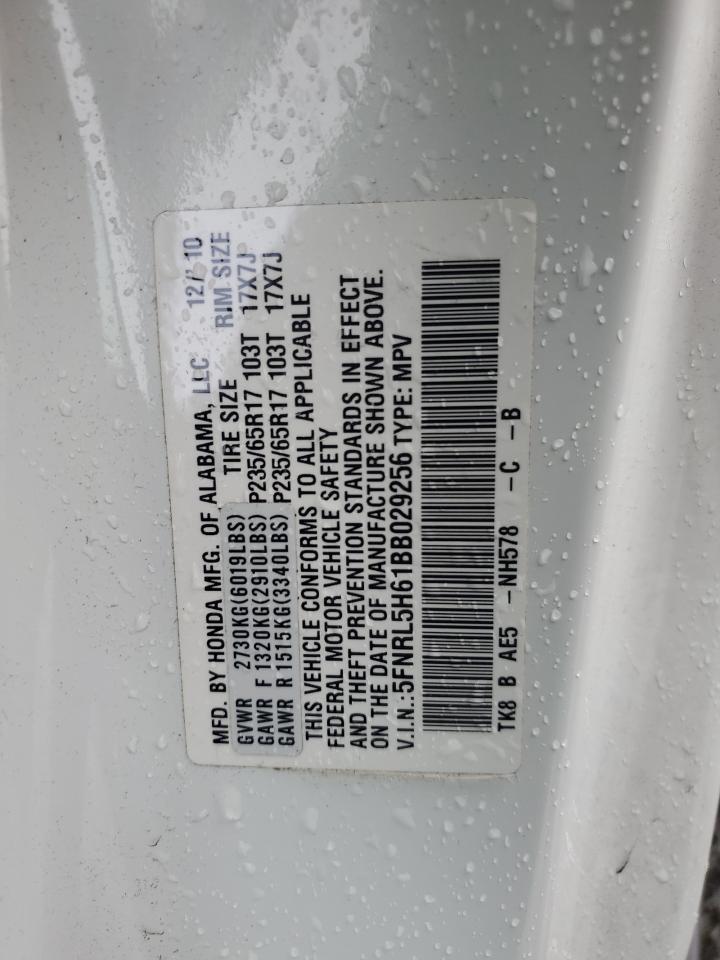 MFD. BY HONDA MFG. OF ALABAMA, LLC 12/10
TIRE SIZE RIM SIZE
GVWR 2730KG(6019LBS)
GAWR F 1320KG(2910LBS) P235/65R17 103T 17X7J
GAWR R 1515KG(3340LBS) P235/65R17 103T 17X7J
THIS VEHICLE CONFORMS TO ALL APPLICABLE
FEDERAL MOTOR VEHICLE SAFETY
AND THEFT PREVENTION STANDARDS IN EFFECT
ON THE DATE OF MANUFACTURE SHOWN ABOVE.
V.I.N.:5FNRL5H61BB029256 TYPE: MPV
TK8 B AE5 -NH578 -C -B